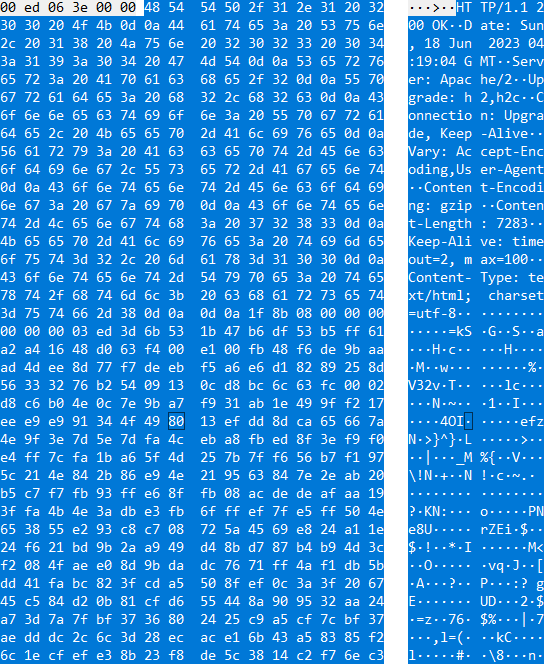 00 ed 06 3e 00 00 48 54 54 50 2f 31 2e 31 20 32 ···>··HT TP/1.1 2
30 30 20 4f 4b 0d 0a 44 61 74 65 3a 20 53 75 6e 00 OK··D ate: Sun
2c 20 31 38 20 4a 75 6e 20 32 30 32 33 20 30 34 , 18 Jun 2023 04
3a 31 39 3a 30 34 20 47 4d 54 0d 0a 53 65 72 76 :19:04 G MT··Serv
65 72 3a 20 41 70 61 63 68 65 2f 32 0d 0a 55 70 er: Apac he/2··Up
67 72 61 64 65 3a 20 68 32 2c 68 32 63 0d 0a 43 grade: h 2,h2c··C
6f 6e 6e 65 63 74 69 6f 6e 3a 20 55 70 67 72 61 onnectio n: Upgra
64 65 2c 20 4b 65 65 70 2d 41 6c 69 76 65 0d 0a de, Keep -Alive··
56 61 72 79 3a 20 41 63 63 65 70 74 2d 45 6e 63 Vary: Ac cept-Enc
6f 64 69 6e 67 2c 55 73 65 72 2d 41 67 65 6e 74 oding,Us er-Agent
0d 0a 43 6f 6e 74 65 6e 74 2d 45 6e 63 6f 64 69 ··Conten t-Encodi
6e 67 3a 20 67 7a 69 70 0d 0a 43 6f 6e 74 65 6e ng: gzip ··Conten
74 2d 4c 65 6e 67 74 68 3a 20 37 32 38 33 0d 0a t-Length : 7283··
4b 65 65 70 2d 41 6c 69 76 65 3a 20 74 69 6d 65 Keep-Ali ve: time
6f 75 74 3d 32 2c 20 6d 61 78 3d 31 30 30 0d 0a out=2, m ax=100··
43 6f 6e 74 65 6e 74 2d 54 79 70 65 3a 20 74 65 Content- Type: te
78 74 2f 68 74 6d 6c 3b 20 63 68 61 72 73 65 74 xt/html; charset
3d 75 74 66 2d 38 0d 0a 0d 0a 1f 8b 08 00 00 00 =utf-8·· ········
00 00 00 03 ed 3d 6b 53 1b 47 b6 df 53 b5 ff 61 ·····=kS ·G··S··a
a2 a4 16 48 d0 63 f4 00 e1 00 fb 48 f6 de 9b aa ···H·c·· ···H····
ad 4d ee 8d 77 f7 de eb f5 a6 e6 d1 82 89 25 8d ·M··w··· ······%·
56 33 32 76 b2 54 09 13 0c d8 bc 6c 63 fc 00 02 V32v·T·· ···lc···
d8 c6 b0 4e 0c 7e 9b a7 f9 31 ab 1e 49 9f f2 17 ···N·~·· ·1··I···
ee e9 e9 91 34 4f 49 80 13 ef dd 8d ca 65 66 7a ····4OI· ·····efz
4e 9f 3e 7d 5e 7d fa 4c eb a8 fb ed 8f 3e f9 f0 N·>}^}·L ·····>··
e4 ff 7c fa 1b a6 5f 4d 25 7b 7f f6 56 b7 f1 97 ··|···_M %{··V···
5c 21 4e 84 2b 86 e9 4e 21 95 63 84 7e 2e ab 20 \!N·+··N !·c·~.·
b5 c7 f7 fb 93 ff e6 8f fb 08 ac de de af aa 19 ········ ········
3f fa 4b 4e 3a db e3 fb 6f ff ef 7f e5 ff 50 4e ?·KN:··· o·····PN
65 38 55 e2 93 c8 c7 08 72 5a 45 69 e8 24 a1 1e e8U····· rZEi·$··
24 f6 21 bd 9b 2a a9 49 d4 8b d7 87 b4 b9 4d 3c $·!··*·I ······M<
f2 08 4f ae e0 8d 9b da dc 76 71 ff 4a f1 db 5b ··O····· ·vq·J··[
dd 41 fa bc 82 3f cd a5 50 8f ef 0c 3a 3f 20 67 ·A···?·· P···:? g
45 c5 84 d2 0b 81 cf d6 55 44 8a 90 95 32 aa 24 E······· UD···2·$
a7 3d 7a 7f bf 37 36 80 24 25 c9 a5 cf 7c bf 37 ·=z··76· $%···|·7
ae dd dc 2c 6c 3d 28 ec ac e1 6b 43 a5 83 85 f2 ···,l=(· ··kC····
6c 1e cf ef e3 8b 23 f8 de 5c 38 14 c2 f7 6e c3 l·····#· ·\8···n·